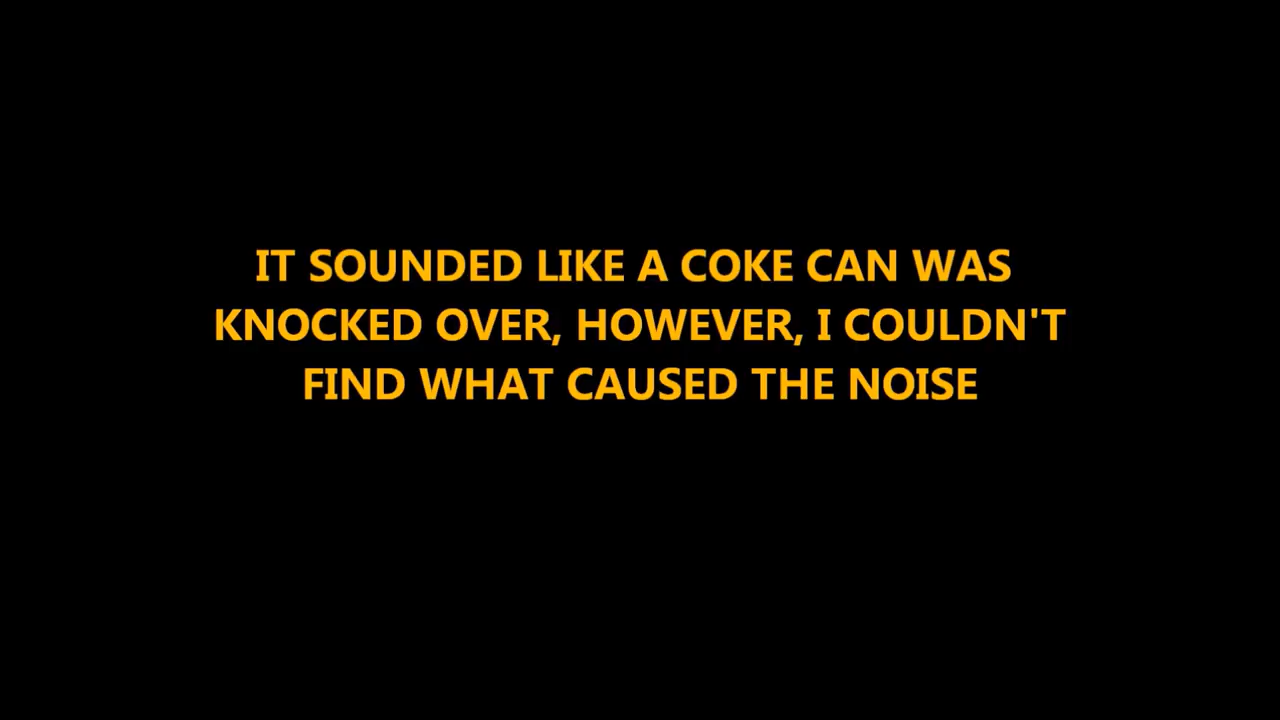 IT SOUNDED LIKE A COKE CAN WAS
KNOCKED OVER, HOWEVER, I COULDN'T
FIND WHAT CAUSED THE NOISE